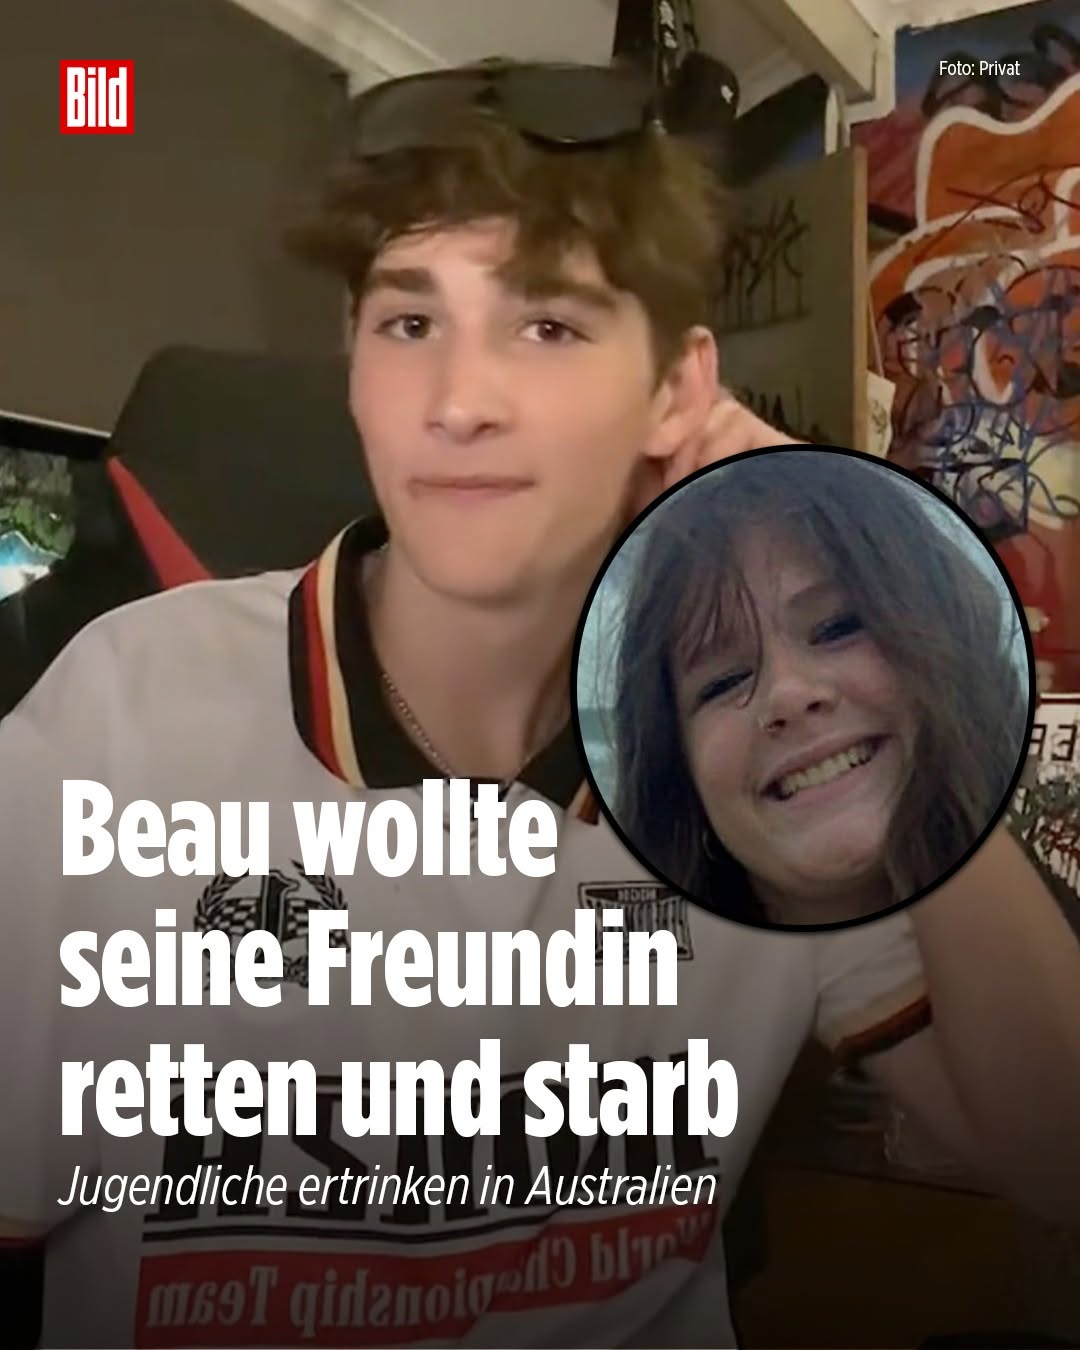 Bild
Foto: Privat
Beau wollte
seine Freundin
retten und starb
Jugendliche ertrinken in Australien
World Championship Team